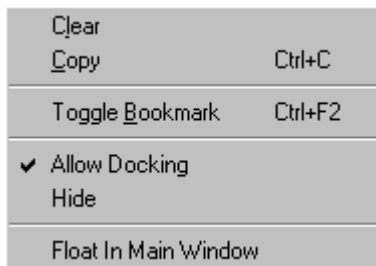 Clear
Copy Ctrl+C
Toggle Bookmark Ctrl+F2
Allow Docking
Hide
Float In Main Window